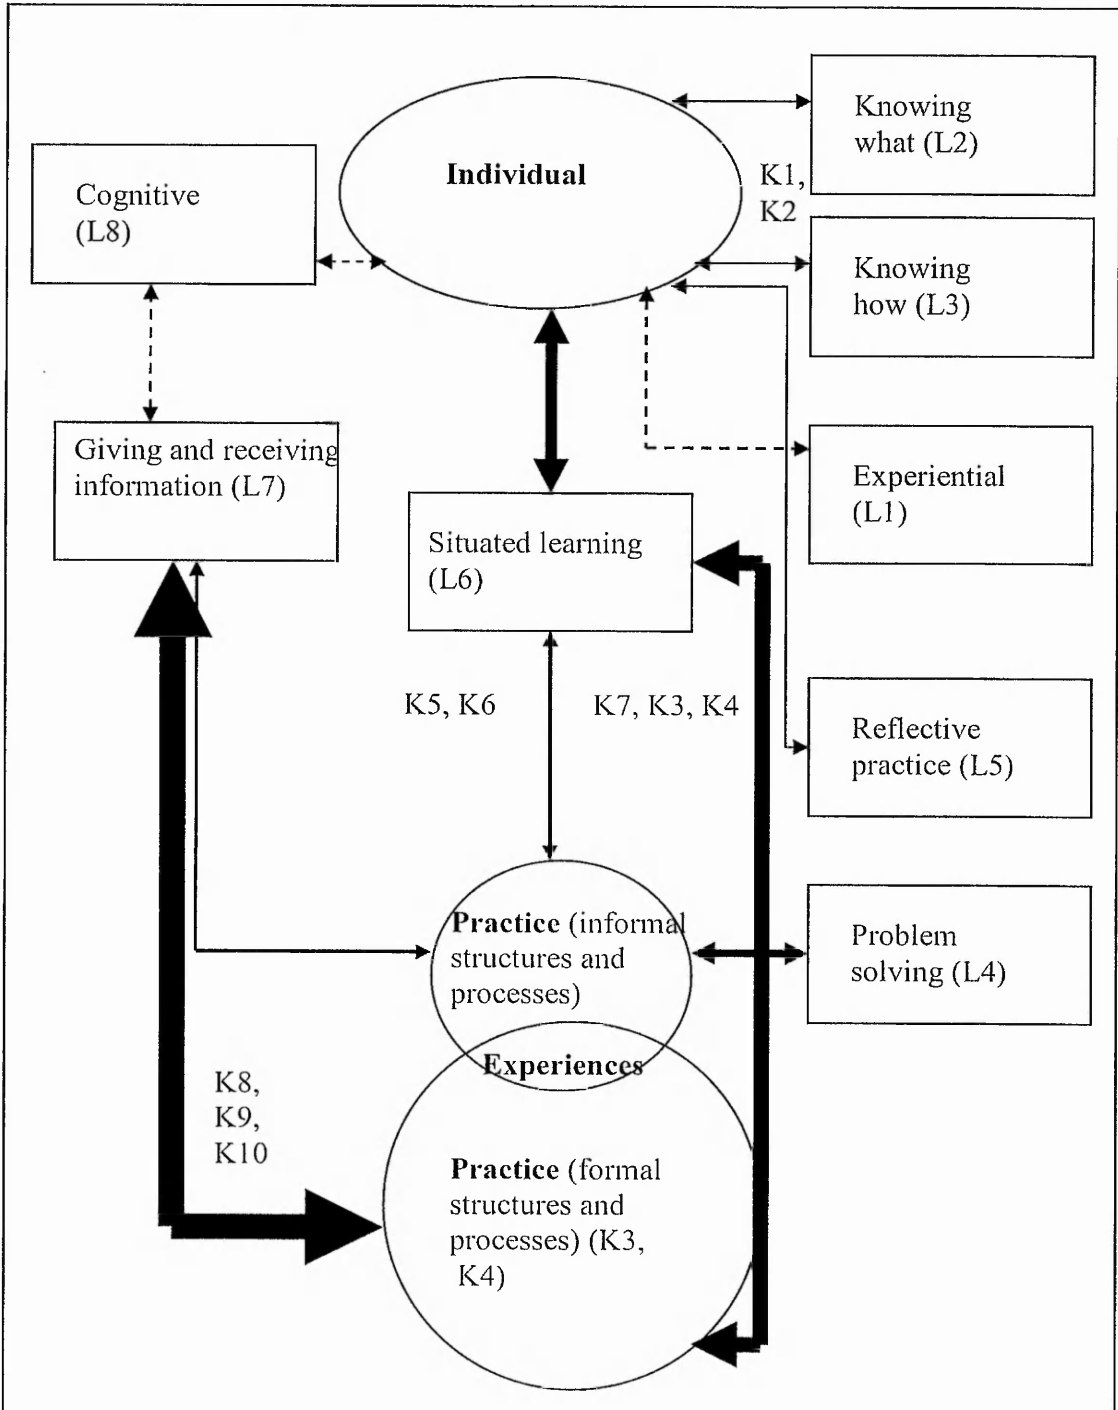 Individual
Knowing
what (L2)
K1,
K2
Cognitive
(L8)
Knowing
how (L3)
Giving and receiving
information (L7)
Experiential
(L1)
Situated learning
(L6)
K5, K6
K7, K3, K4
Reflective
practice (L5)
Practice (informal
structures and
processes)
Problem
solving (L4)
Experiences
K8,
K9,
K10
Practice (formal
structures and
processes) (K3,
K4)